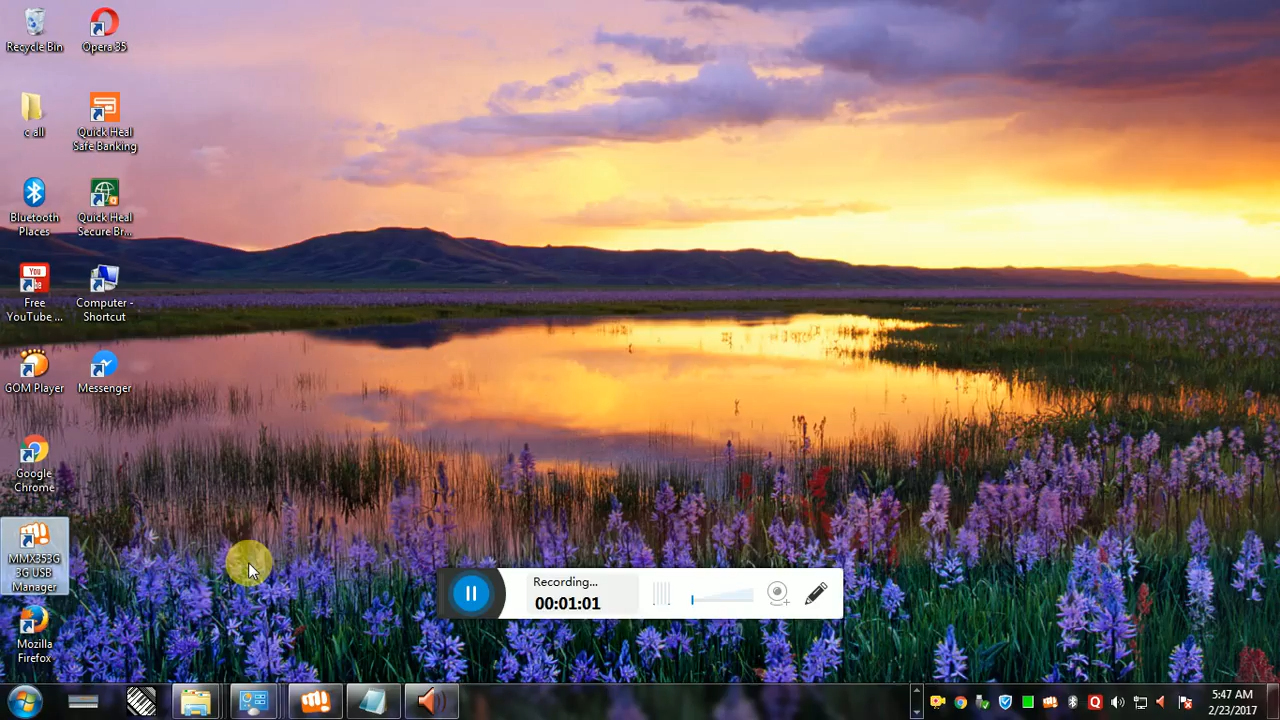 Recycle Bin
Opera 35
c all
Quick Heal
Safe Banking
Bluetooth
Places
Quick Heal
Secure Br...
You
Tube
Free
YouTube ...
Computer -
Shortcut
GOM Player
Messenger
Google
Chrome
MMX353G
3G USB
Manager
Mozilla
Firefox
Recording...
00:01:01
5:47 AM
2/23/2017